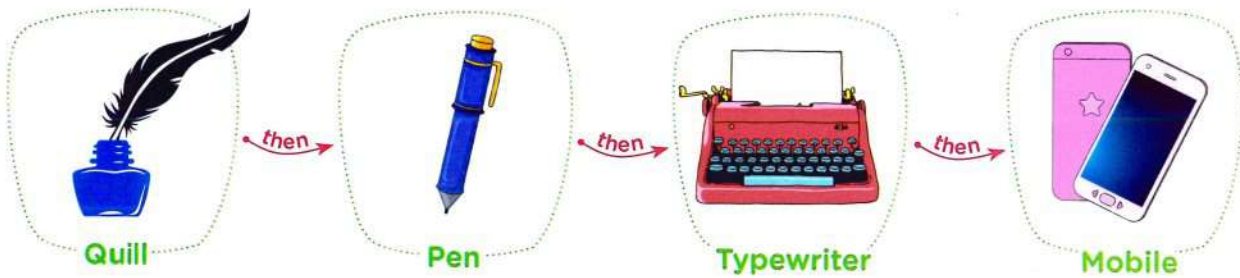 then
then
then
Quill
Pen
Typewriter
Mobile